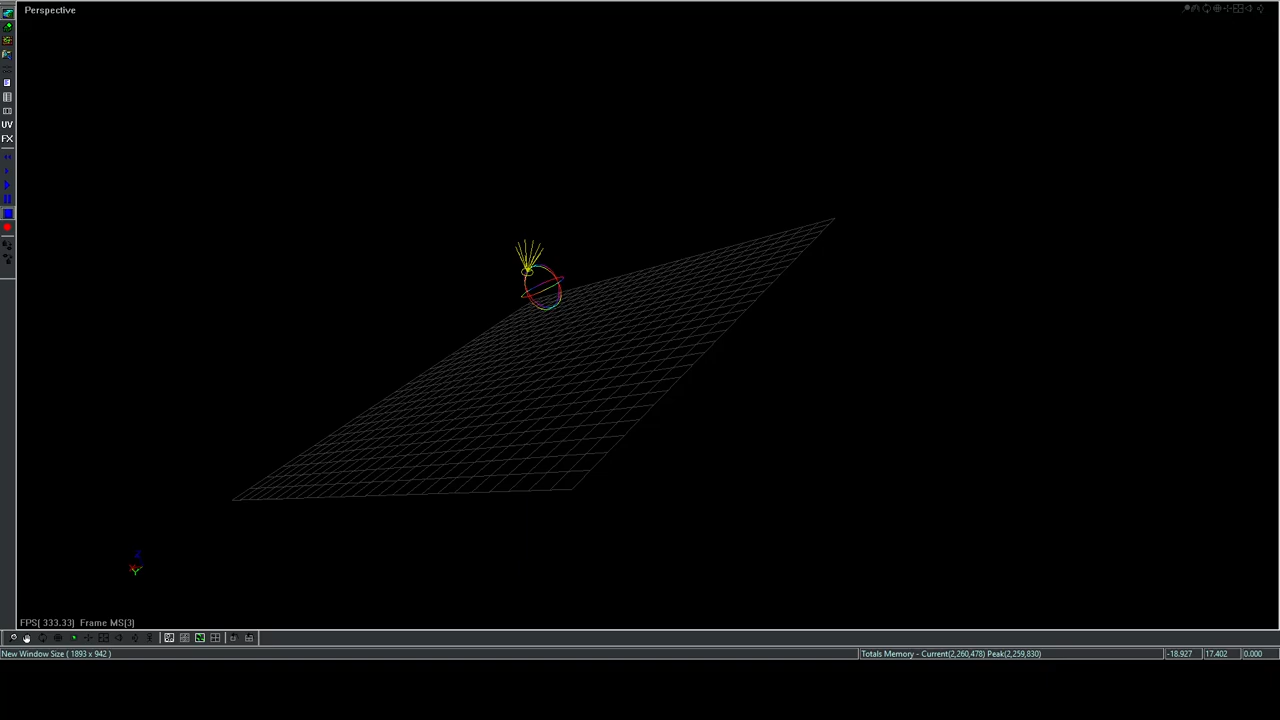 Perspective
UV
FX
Z
X
Y
FPS[ 333.33] Frame MS[3]
New Window Size ( 1893 x 942 )
Totals Memory - Current(2,260,478) Peak(2,259,830)
-18.927
17.402
0.000